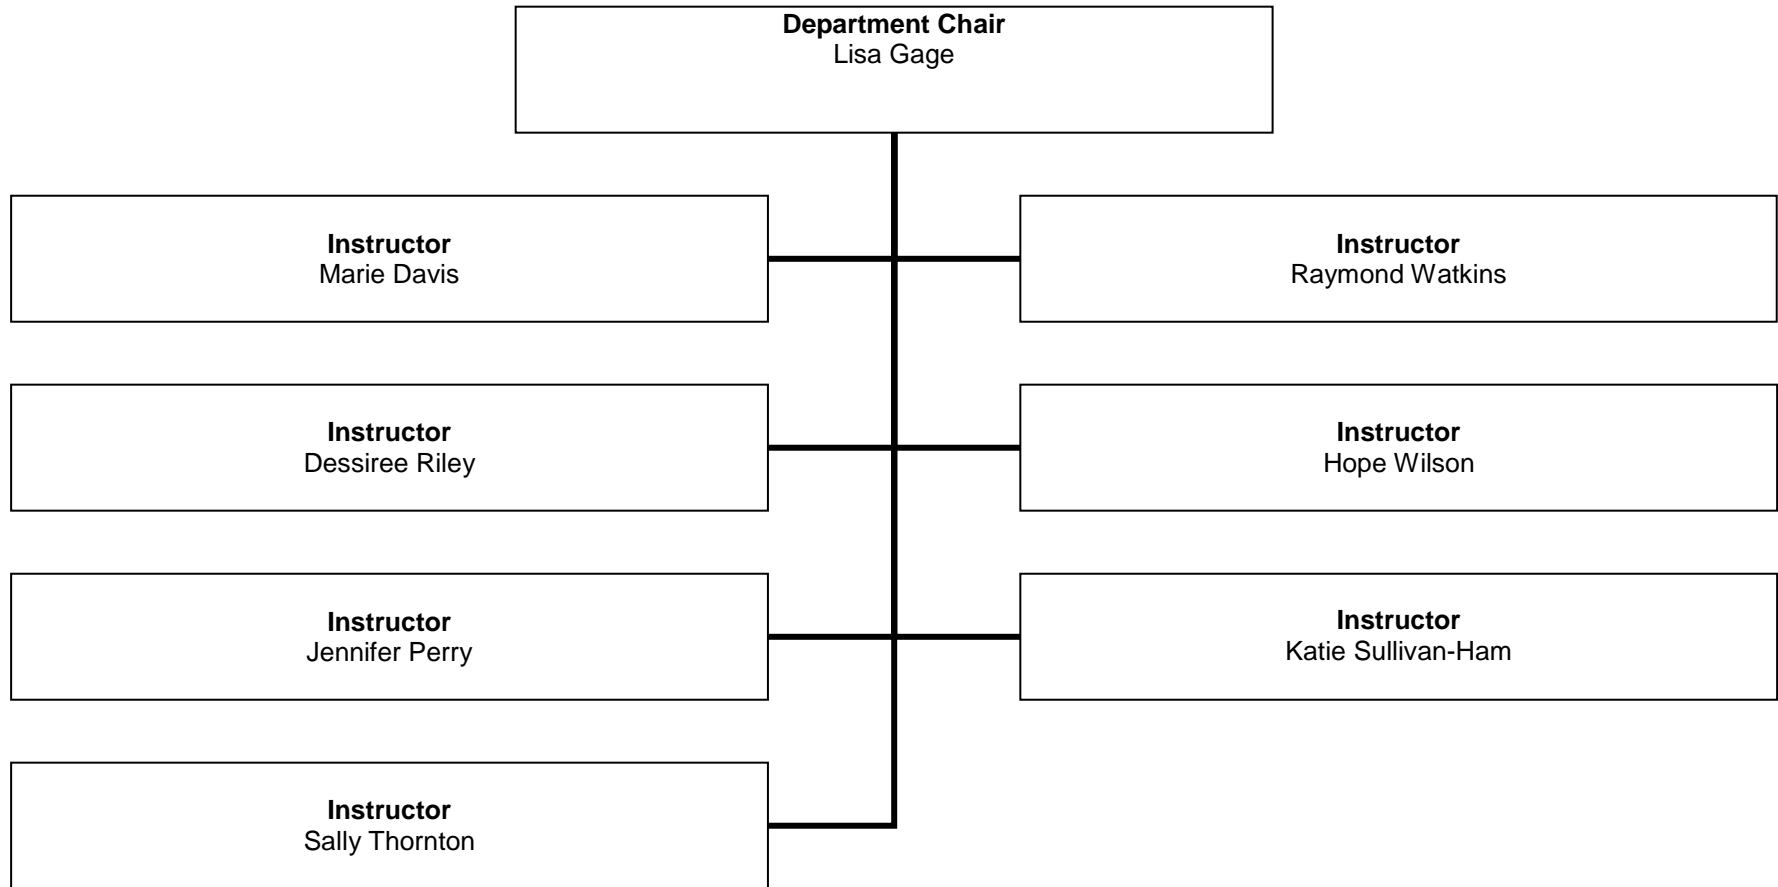 Department Chair
Lisa Gage
Instructor
Marie Davis
Instructor
Raymond Watkins
Instructor
Dessiree Riley
Instructor
Hope Wilson
Instructor
Jennifer Perry
Instructor
Katie Sullivan-Ham
Instructor
Sally Thornton